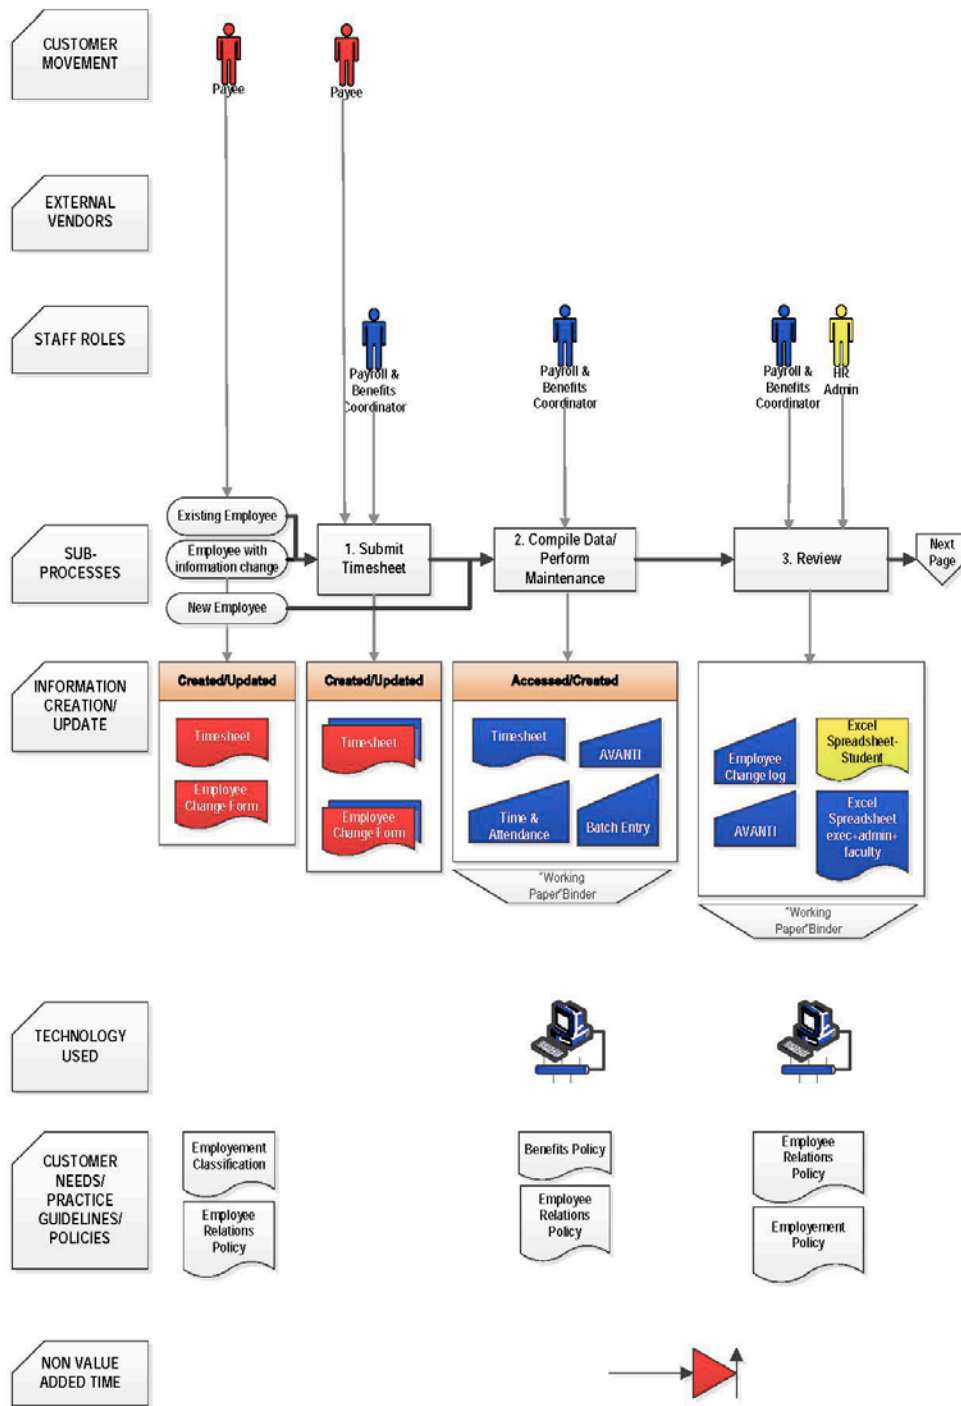 CUSTOMER
MOVEMENT
Payee
Payee
EXTERNAL
VENDORS
STAFF ROLES
Payroll &
Benefits
Coordinator
Payroll &
Benefits
Coordinator
Payroll &
Benefits
Coordinator
HR
Admin
SUB-
PROCESSES
Existing Employee
Employee with
information change
New Employee
1. Submit
Timesheet
2. Compile Data/
Perform
Maintenance
3. Review
Next
Page
INFORMATION
CREATION/
UPDATE
Created/Updated
Timesheet
Employee
Change Form
Created/Updated
Timesheet
Employee
Change Form
Accessed/Created
Timesheet
AVANTI
Time &
Attendance
Batch Entry
"Working
Paper"Binder
Employee
Change log
Excel
Spreadsheet-
Student
AVANTI
Excel
Spreadsheet
exec+admin+
faculty
"Working
Paper"Binder
TECHNOLOGY
USED
CUSTOMER
NEEDS/
PRACTICE
GUIDELINES/
POLICIES
Employement
Classification
Employee
Relations
Policy
Benefits Policy
Employee
Relations
Policy
Employee
Relations
Policy
Employement
Policy
NON VALUE
ADDED TIME